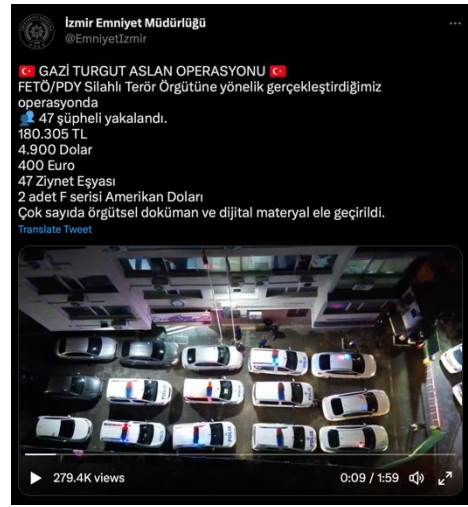 İzmir Emniyet Müdürlüğü
@EmniyetIzmir
GAZİ TURGUT ASLAN OPERASYONU
FETÖ/PDY Silahlı Terör Örgütüne yönelik gerçekleştirdiğimiz
operasyonda
47 şüpheli yakalandı.
180.305 TL
4.900 Dolar
400 Euro
47 Ziynet Eşyası
2 adet F serisi Amerikan Doları
Çok sayıda örgütsel doküman ve dijital materyal ele geçirildi.
Translate Tweet
279.4K views
0:09 / 1:59